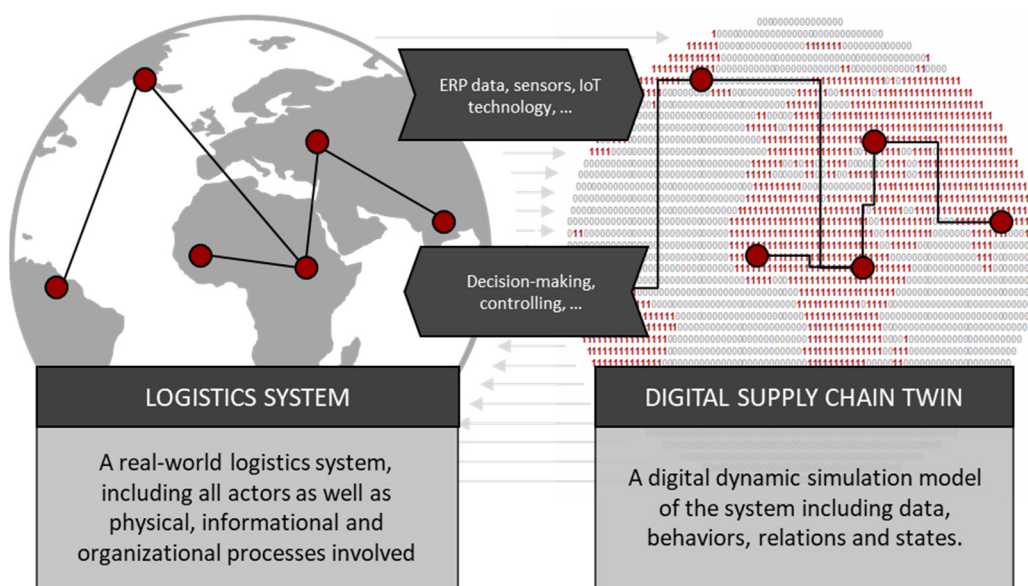 ERP data, sensors, IoT
technology, ...
Decision-making,
controlling, ...
LOGISTICS SYSTEM
A real-world logistics system,
including all actors as well as
physical, informational and
organizational processes involved
DIGITAL SUPPLY CHAIN TWIN
A digital dynamic simulation model
of the system including data,
behaviors, relations and states.